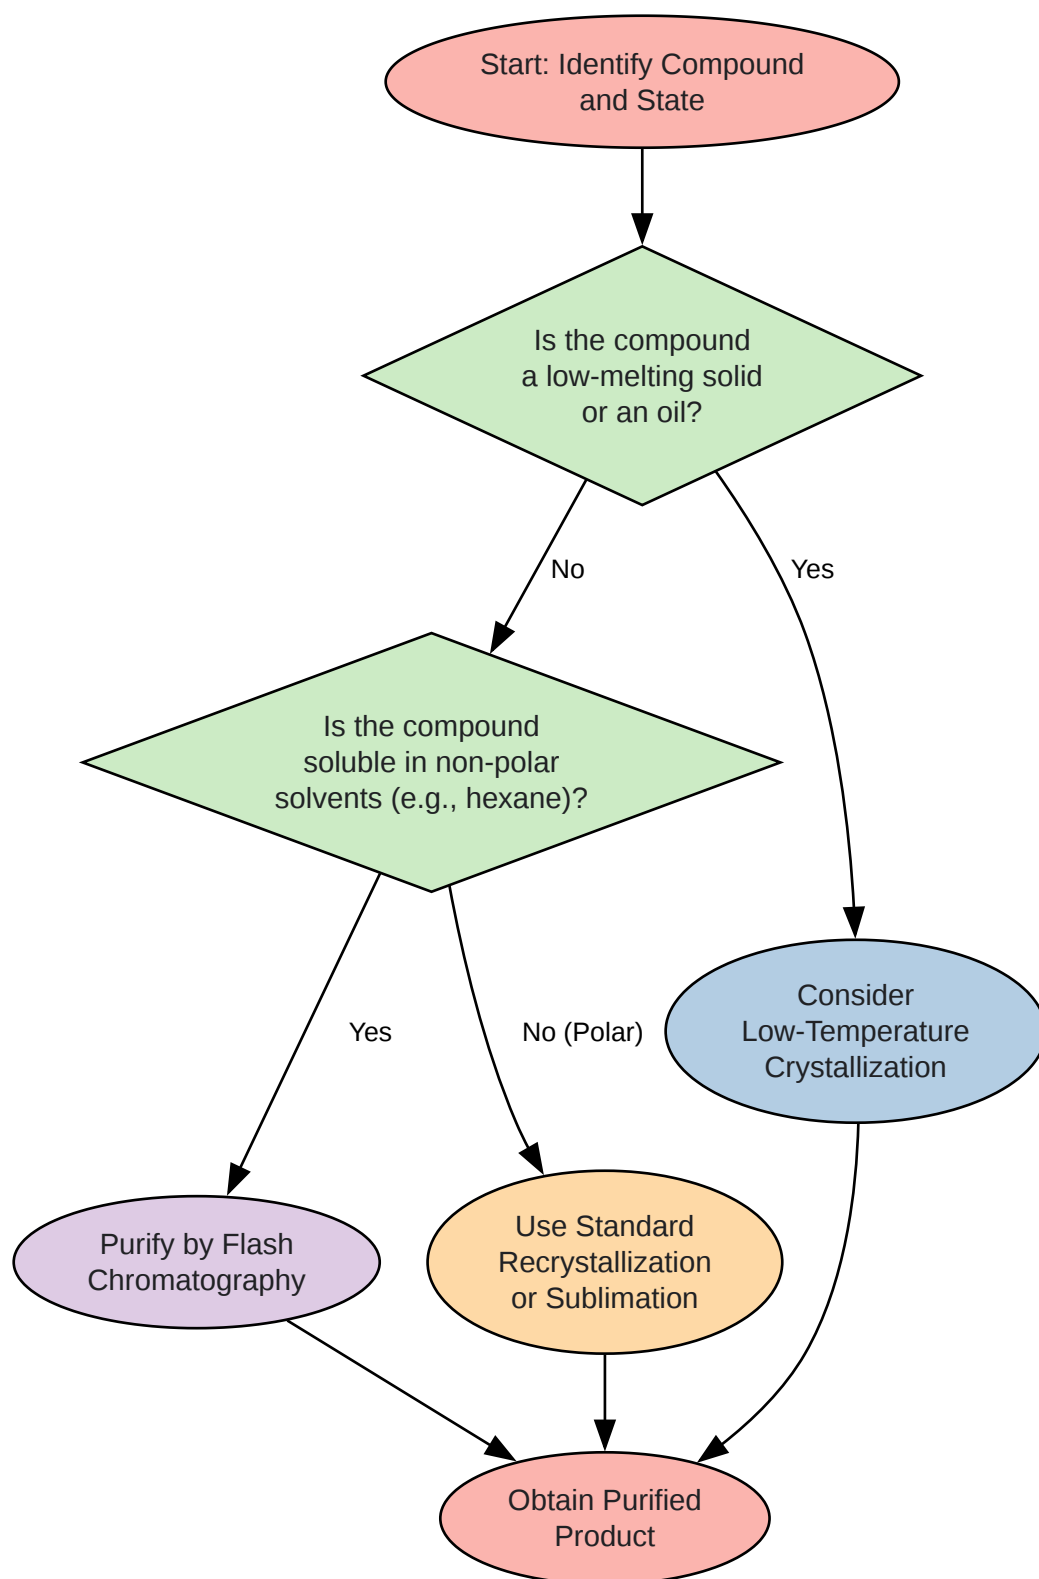 Start: Identify Compound
and State
Is the compound
a low-melting solid
or an oil?
No
Yes
Is the compound
soluble in non-polar
solvents (e.g., hexane)?
Yes
No (Polar)
Consider
Low-Temperature
Crystallization
Purify by Flash
Chromatography
Use Standard
Recrystallization
or Sublimation
Obtain Purified
Product